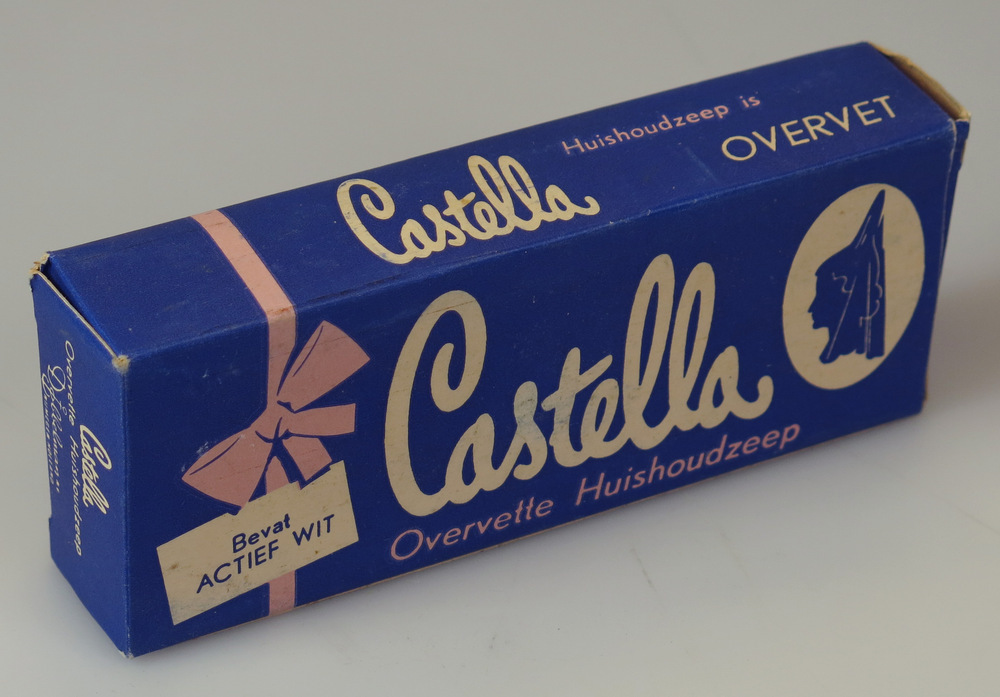 Castella
Huishoudzeep is
OVERVET
Castella
Overvette Huishoudzeep
Bevat
ACTIEF WIT
Castella
Overvette Huishoudzeep